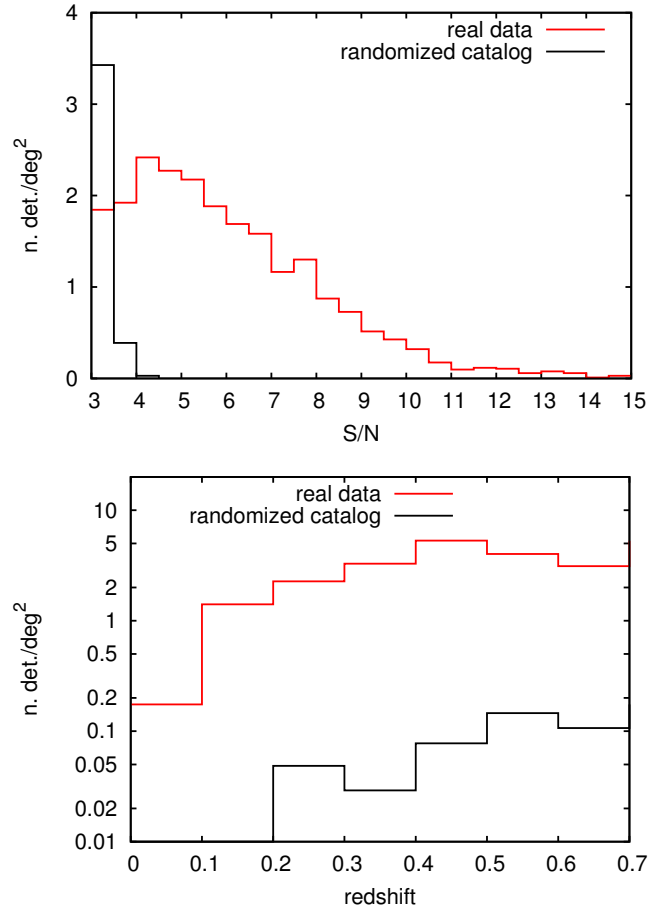 real data
randomized catalog
4
3
2
1
0
n. det./deg²
3 4 5 6 7 8 9 10 11 12 13 14 15
S/N
real data
randomized catalog
10
5
2
1
0.5
0.2
0.1
0.05
0.02
0.01
n. det./deg²
0 0.1 0.2 0.3 0.4 0.5 0.6 0.7
redshift